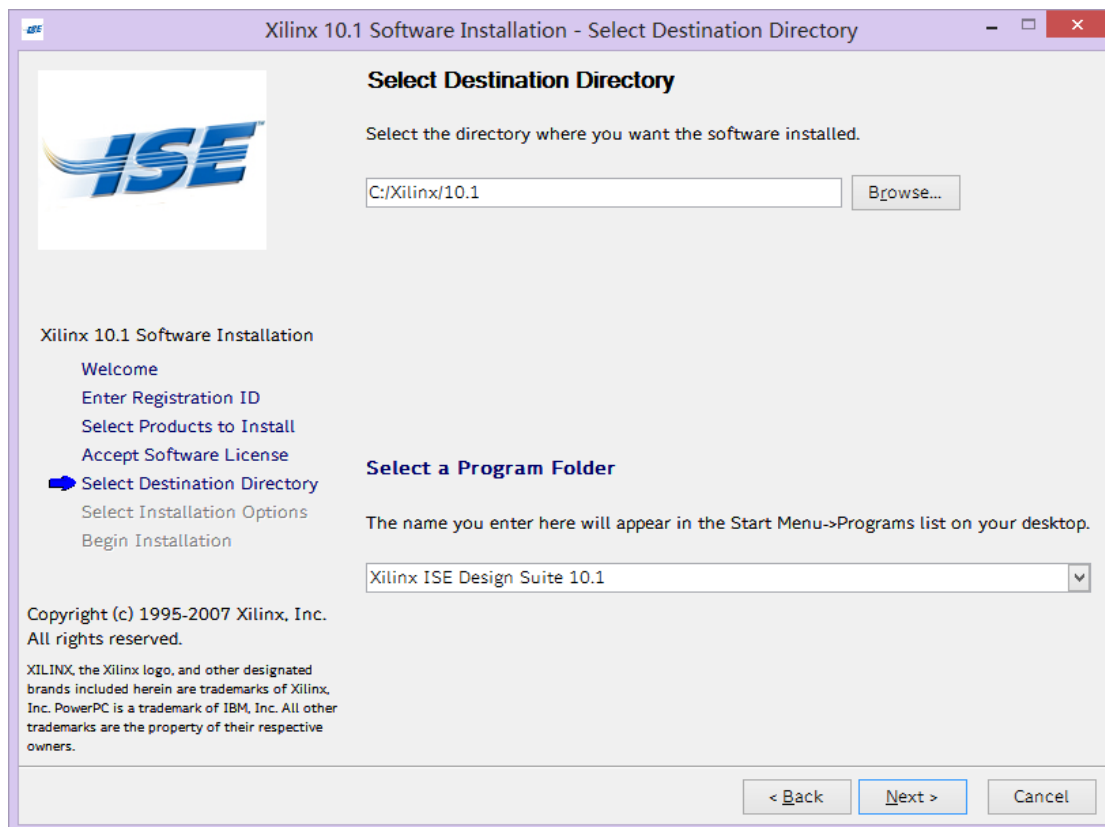 ISE
Xilinx 10.1 Software Installation - Select Destination Directory
ISE™
Select Destination Directory
Select the directory where you want the software installed.
C:/Xilinx/10.1
Browse...
Xilinx 10.1 Software Installation
Welcome
Enter Registration ID
Select Products to Install
Accept Software License
Select Destination Directory
Select Installation Options
Begin Installation
Select a Program Folder
The name you enter here will appear in the Start Menu->Programs list on your desktop.
Xilinx ISE Design Suite 10.1
Copyright (c) 1995-2007 Xilinx, Inc.
All rights reserved.
XILINX, the Xilinx logo, and other designated
brands included herein are trademarks of Xilinx,
Inc. PowerPC is a trademark of IBM, Inc. All other
trademarks are the property of their respective
owners.
< Back
Next >
Cancel